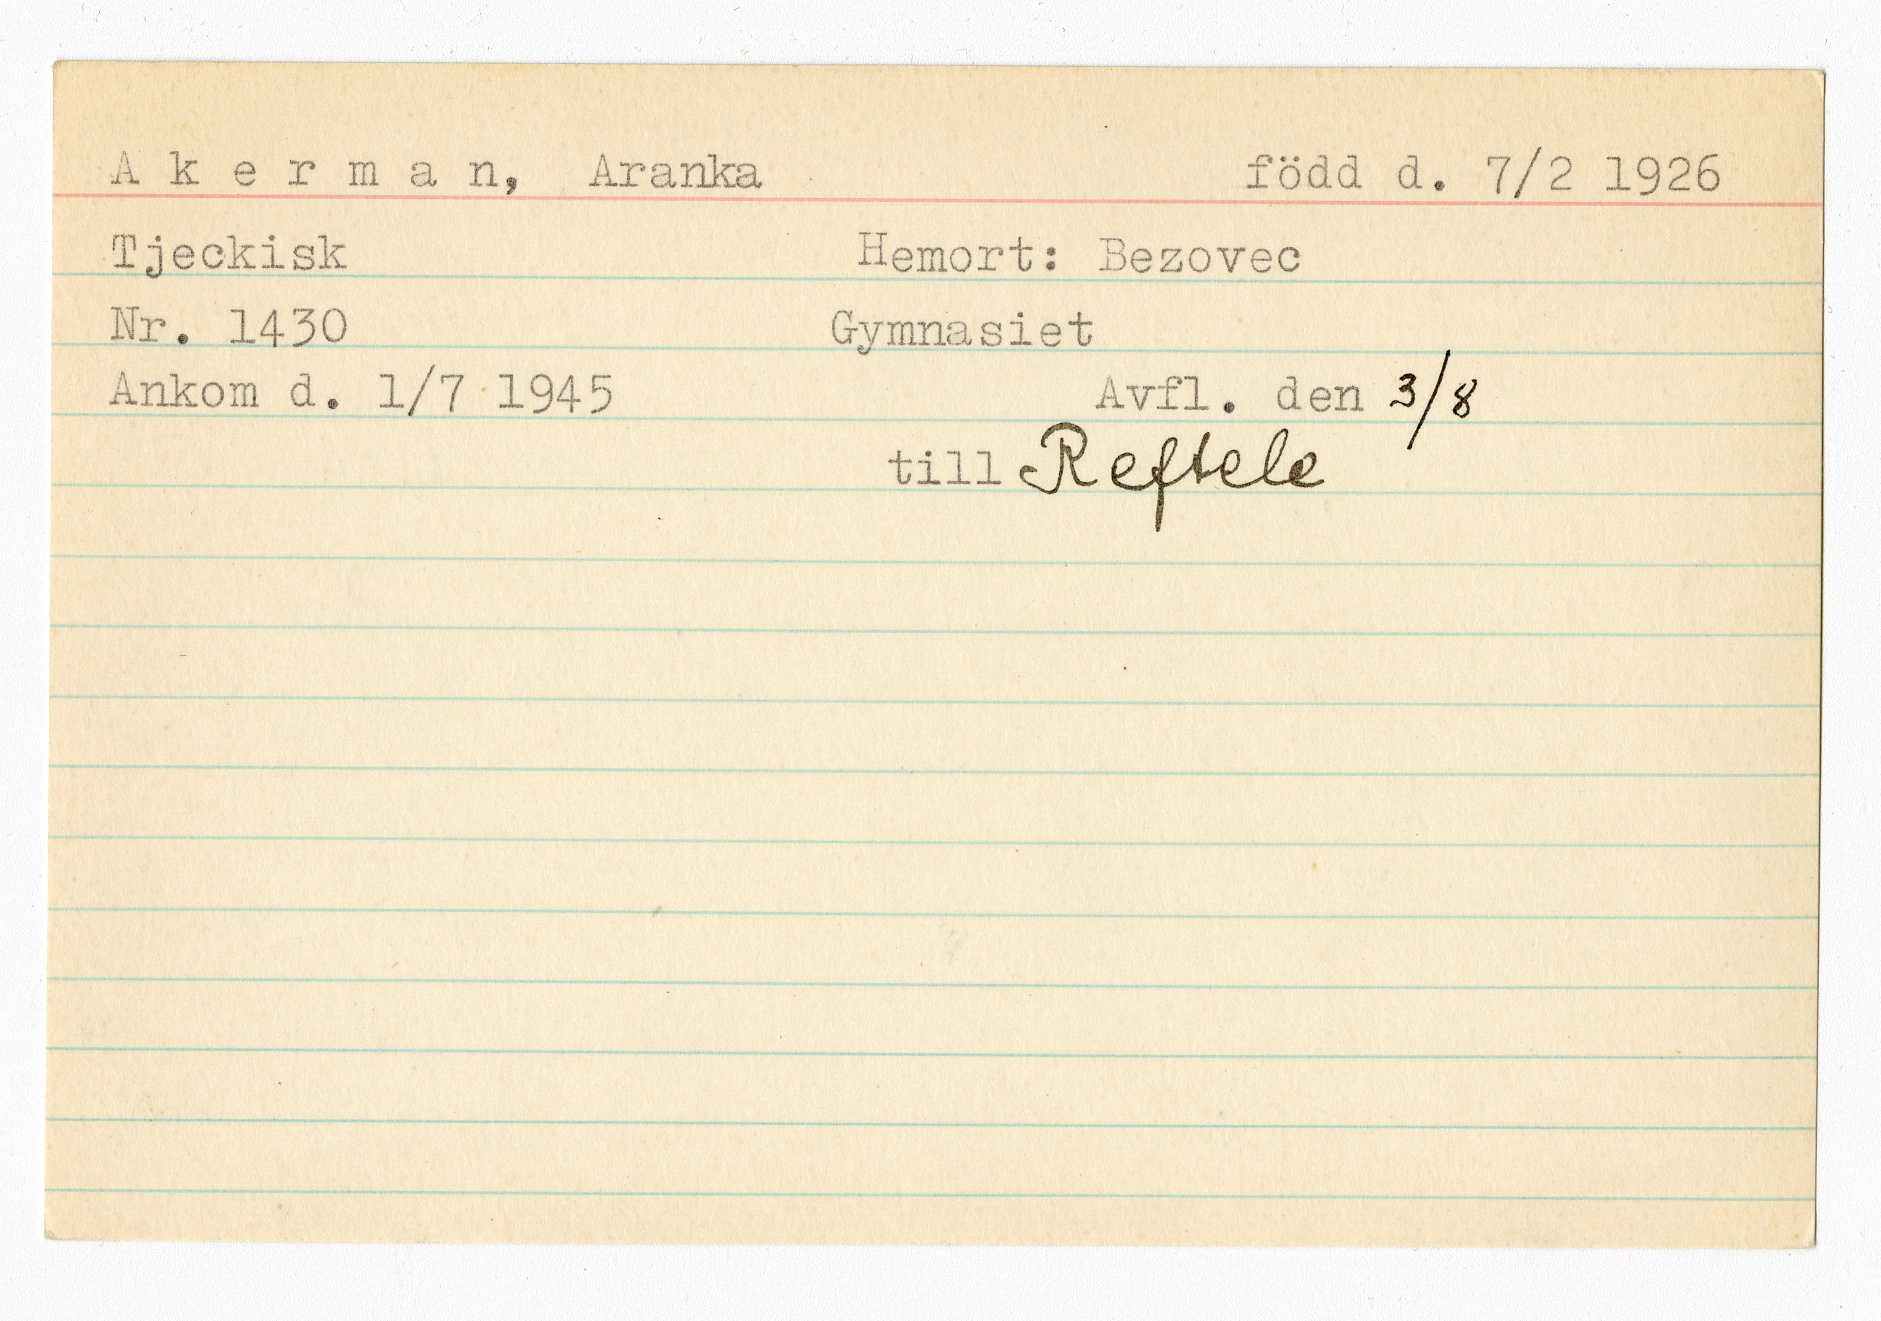 A k e r m a n, Aranka född d. 7/2 1926
Tjeckisk Hemort: Bezovec
Nr. 1430 Gymnasiet
Ankom d. 1/7 1945 Avfl. den 3/8
till Reftele